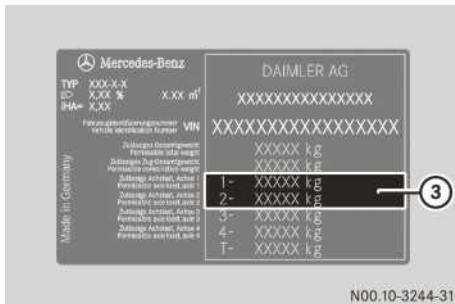 Mercedes-Benz
DAIMLER AG
TYP XXX-X-X
X,XX % X.XX m²
IHA= X,XX
XXXXXXXXXXXXXXX
Fahrzeugidentifizierungsnummer
Vehicle Identification Number VIN
XXXXXXXXXXXXXXXXX
Made in Germany
Zulässiges Gesamtgewicht
Permissible total weight
XXXXX kg
Zulässiges Zug-Gesamtgewicht
Permissible combination weight
XXXXX kg
Zulässige Achslast, Achse 1
Permissible axle load, axle 1
1- XXXXX kg
Zulässige Achslast, Achse 2
Permissible axle load, axle 2
2- XXXXX kg
3
Zulässige Achslast, Achse 3
Permissible axle load, axle 3
3- XXXXX kg
Zulässige Achslast, Achse 4
Permissible axle load, axle 4
4- XXXXX kg
T- XXXXX kg
N00.10-3244-31